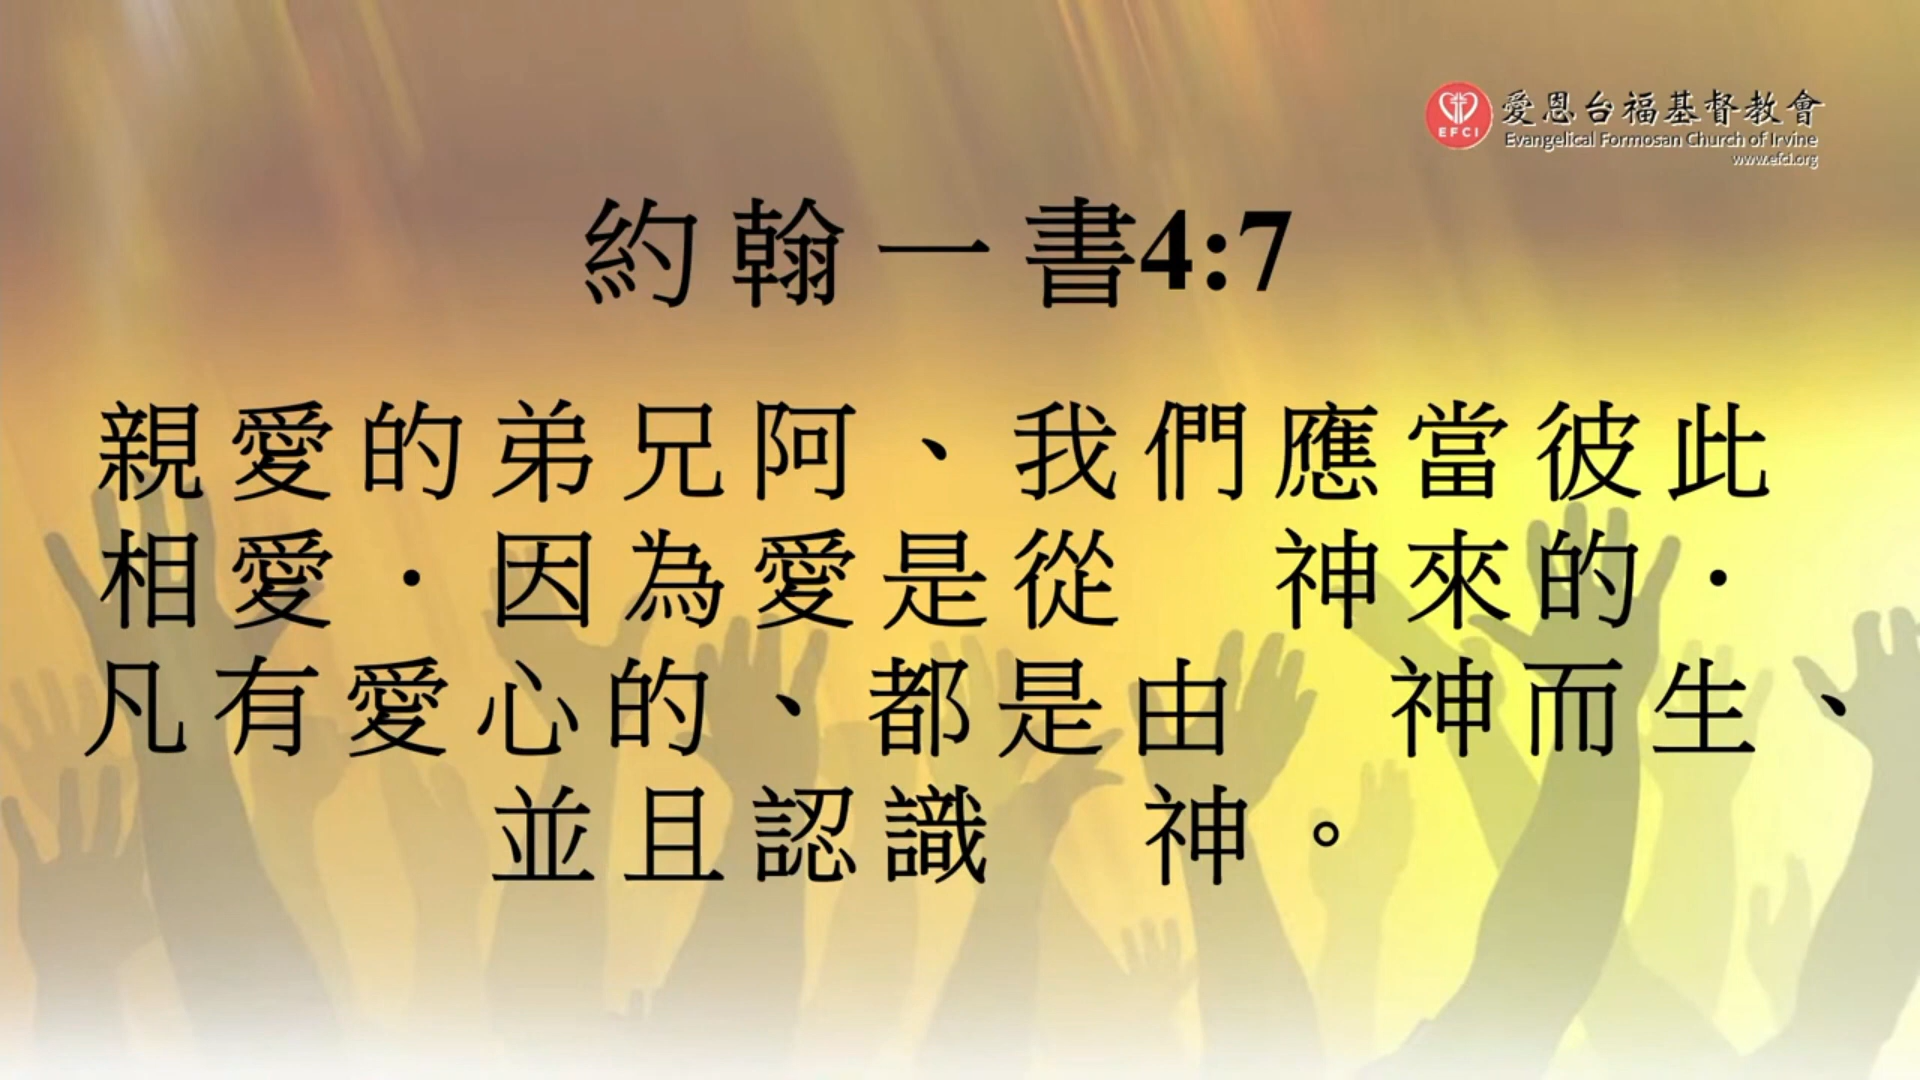 EFCI
愛恩台福基督教會
Evangelical Formosan Church of Irvine
www.efci.org
約翰一書4:7
親愛的弟兄阿、我們應當彼此
相愛．因為愛是從　神來的．
凡有愛心的、都是由　神而生、
並且認識　神。